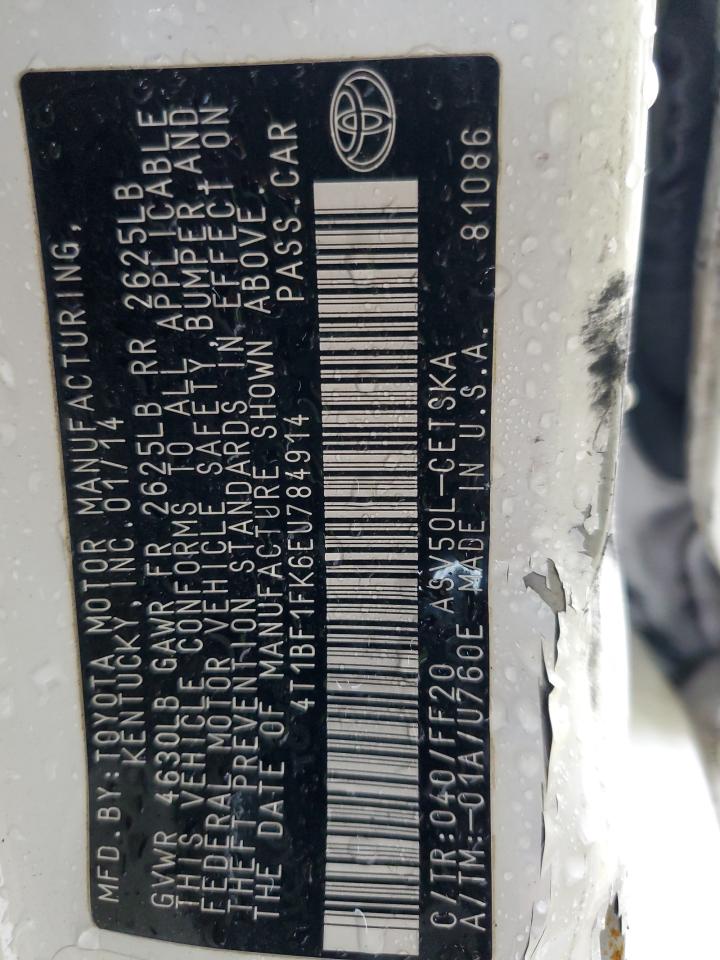 MFD.BY:TOYOTA MOTOR MANUFACTURING,
KENTUCKY, INC.01/14
GVWR 4630LB GAWR FR 2625LB RR 2625LB
THIS VEHICLE CONFORMS TO ALL APPLICABLE
FEDERAL MOTOR VEHICLE SAFETY, BUMPER AND
THEFT PREVENTION STANDARDS IN EFFECT ON
THE DATE OF MANUFACTURE SHOWN ABOVE.
4T1BF1FK6EU784914 PASS.CAR
C/TR:040/FF20 ASV50L-CETSKA
A/TM:-01A/U760E MADE IN U.S.A. 81086